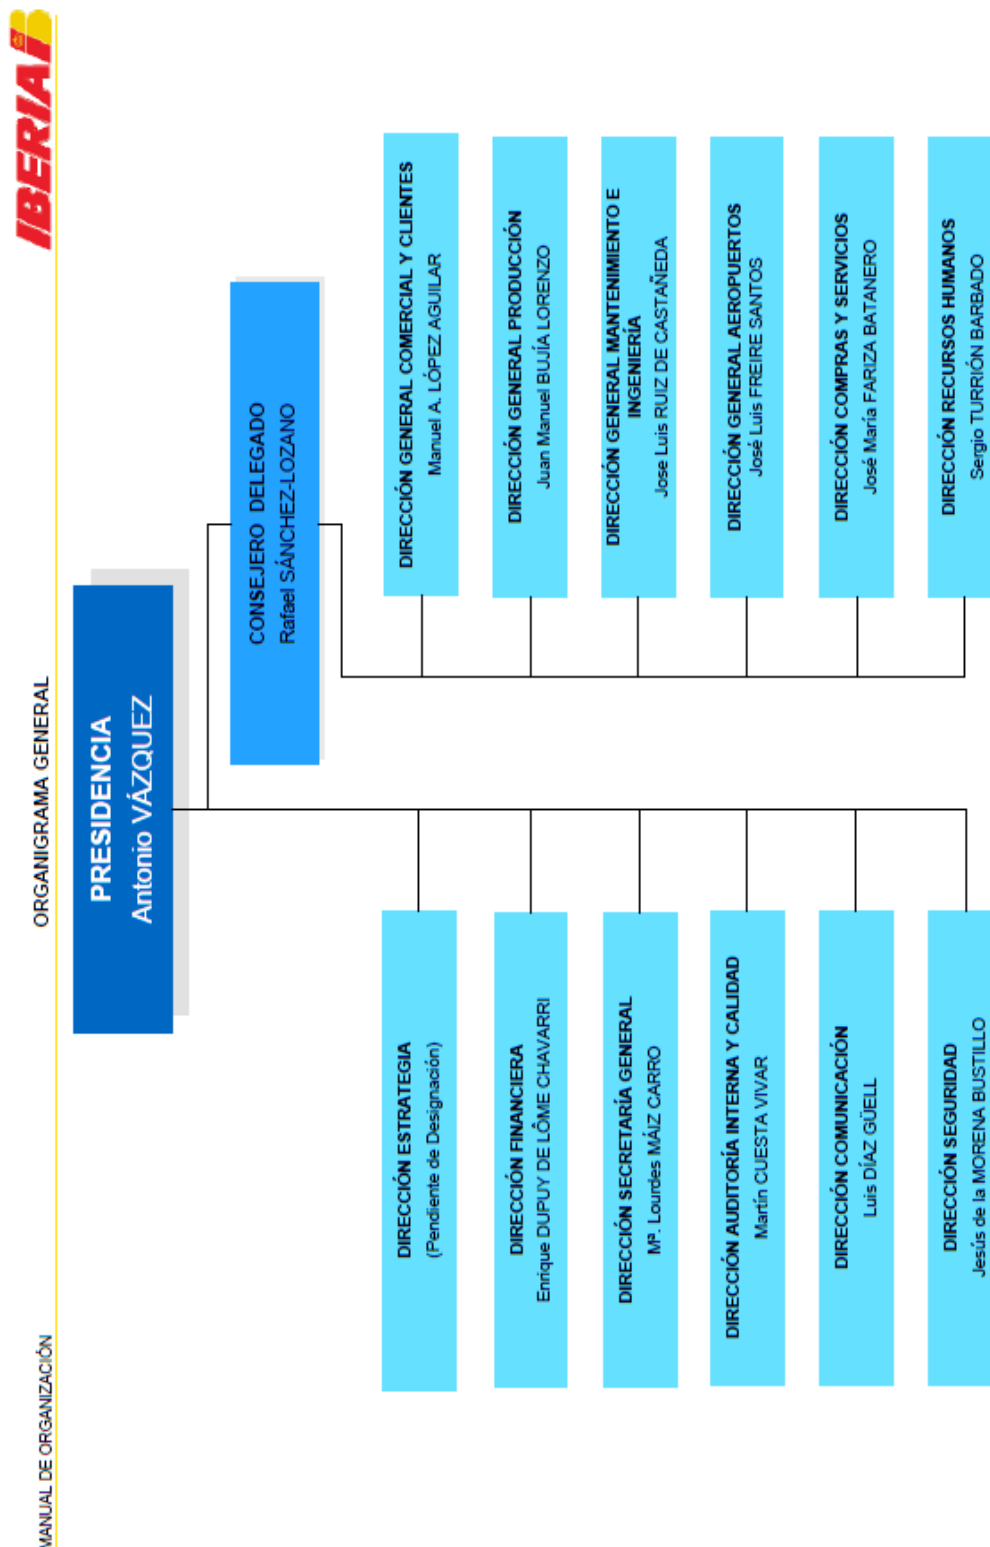 MANUAL DE ORGANIZACIÓN
ORGANIGRAMA GENERAL
IBERIA
PRESIDENCIA
Antonio VÁZQUEZ
CONSEJERO DELEGADO
Rafael SÁNCHEZ-LOZANO
DIRECCIÓN ESTRATEGIA
(Pendiente de Designación)
DIRECCIÓN FINANCIERA
Enrique DUPUY DE LÔME CHAVARRI
DIRECCIÓN SECRETARÍA GENERAL
Mª. Lourdes MÁIZ CARRO
DIRECCIÓN AUDITORÍA INTERNA Y CALIDAD
Martín CUESTA VIVAR
DIRECCIÓN COMUNICACIÓN
Luis DÍAZ GÜELL
DIRECCIÓN SEGURIDAD
Jesús de la MORENA BUSTILLO
DIRECCIÓN GENERAL COMERCIAL Y CLIENTES
Manuel A. LÓPEZ AGUILAR
DIRECCIÓN GENERAL PRODUCCIÓN
Juan Manuel BUJÍA LORENZO
DIRECCIÓN GENERAL MANTENIMIENTO E
INGENIERÍA
Jose Luis RUIZ DE CASTAÑEDA
DIRECCIÓN GENERAL AEROPUERTOS
José Luis FREIRE SANTOS
DIRECCIÓN COMPRAS Y SERVICIOS
José María FARIZA BATANERO
DIRECCIÓN RECURSOS HUMANOS
Sergio TURRIÓN BARBADO